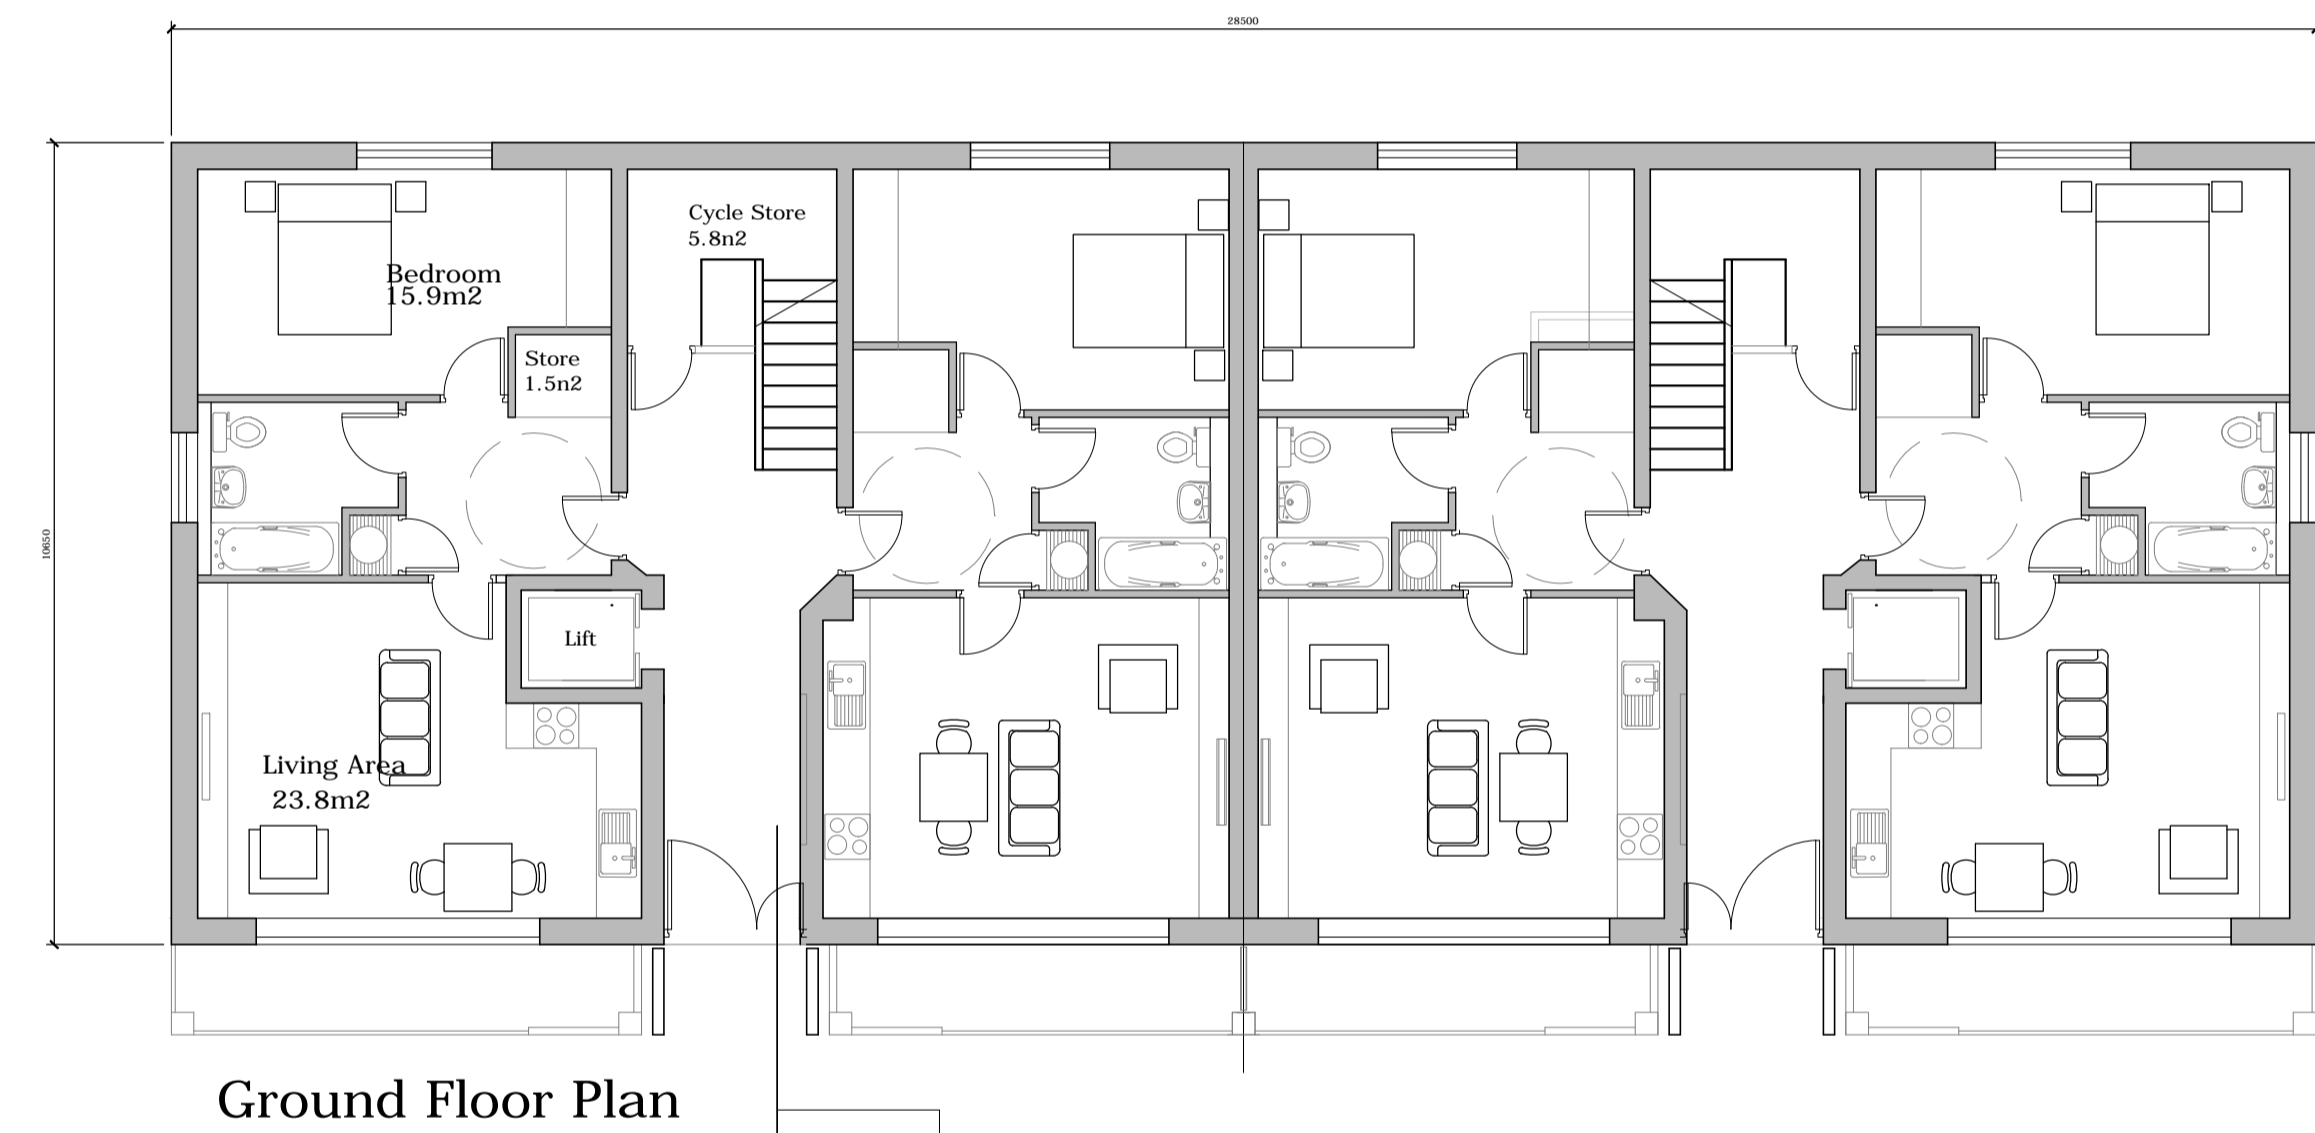 28500
Cycle Store
5.8n2
Bedroom
15.9m2
Store
1.5n2
10650
Lift
Living Area
23.8m2
Ground Floor Plan